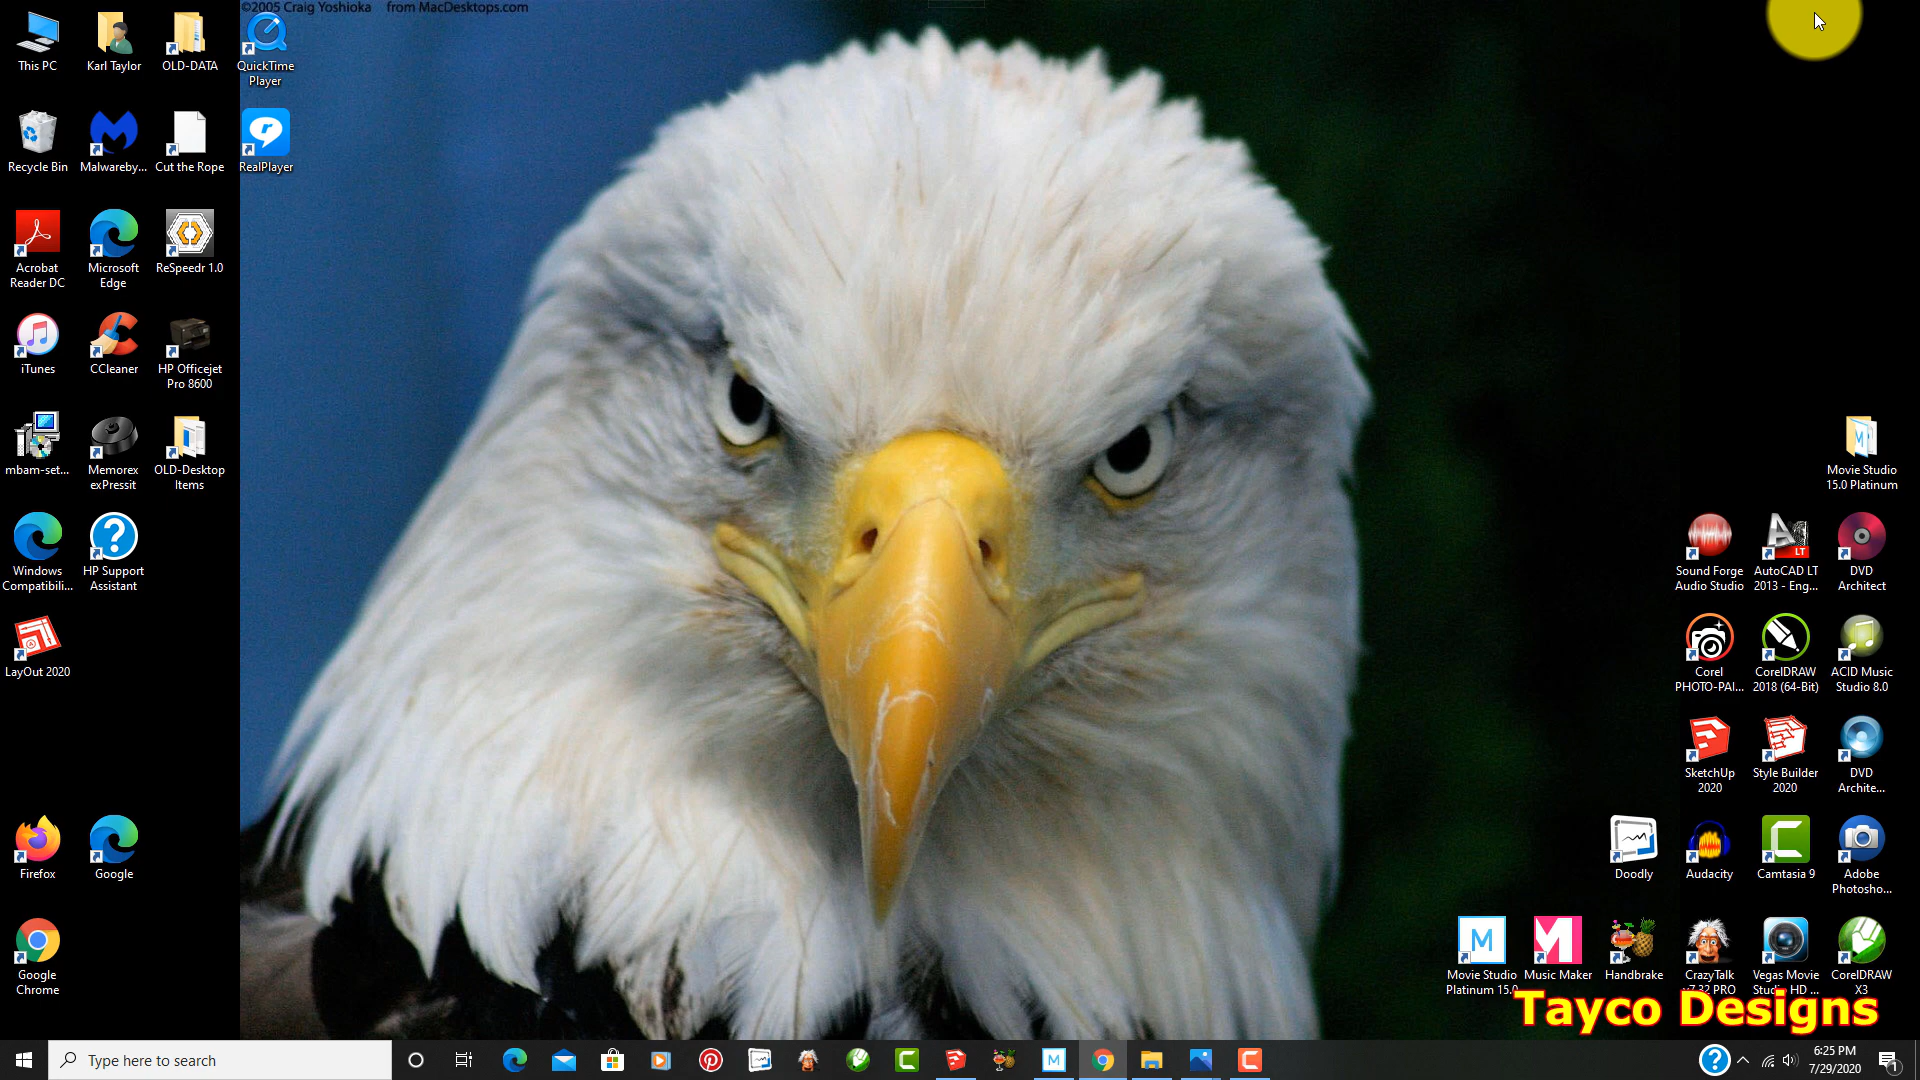 ©2005 Craig Yoshioka from MacDesktops.com
This PC
Karl Taylor
OLD-DATA
QuickTime
Player
Recycle Bin
Malwareby...
Cut the Rope
RealPlayer
Acrobat
Reader DC
Microsoft
Edge
ReSpeedr 1.0
iTunes
CCleaner
HP Officejet
Pro 8600
mbam-set...
Memorex
exPressit
OLD-Desktop
Items
Movie Studio
15.0 Platinum
Windows
Compatibili...
HP Support
Assistant
Sound Forge
Audio Studio
AutoCAD LT
2013 - Eng...
DVD
Architect
LayOut 2020
Corel
PHOTO-PAI...
CorelDRAW
2018 (64-Bit)
ACID Music
Studio 8.0
SketchUp
2020
Style Builder
2020
DVD
Archite...
Firefox
Google
Doodly
Audacity
Camtasia 9
Adobe
Photosho...
Google
Chrome
Movie Studio
Platinum 15.0
Music Maker
Handbrake
CrazyTalk
v7.32 PRO
Vegas Movie
Studio HD ...
CorelDRAW
X3
Tayco Designs
Type here to search
6:25 PM
7/29/2020
1